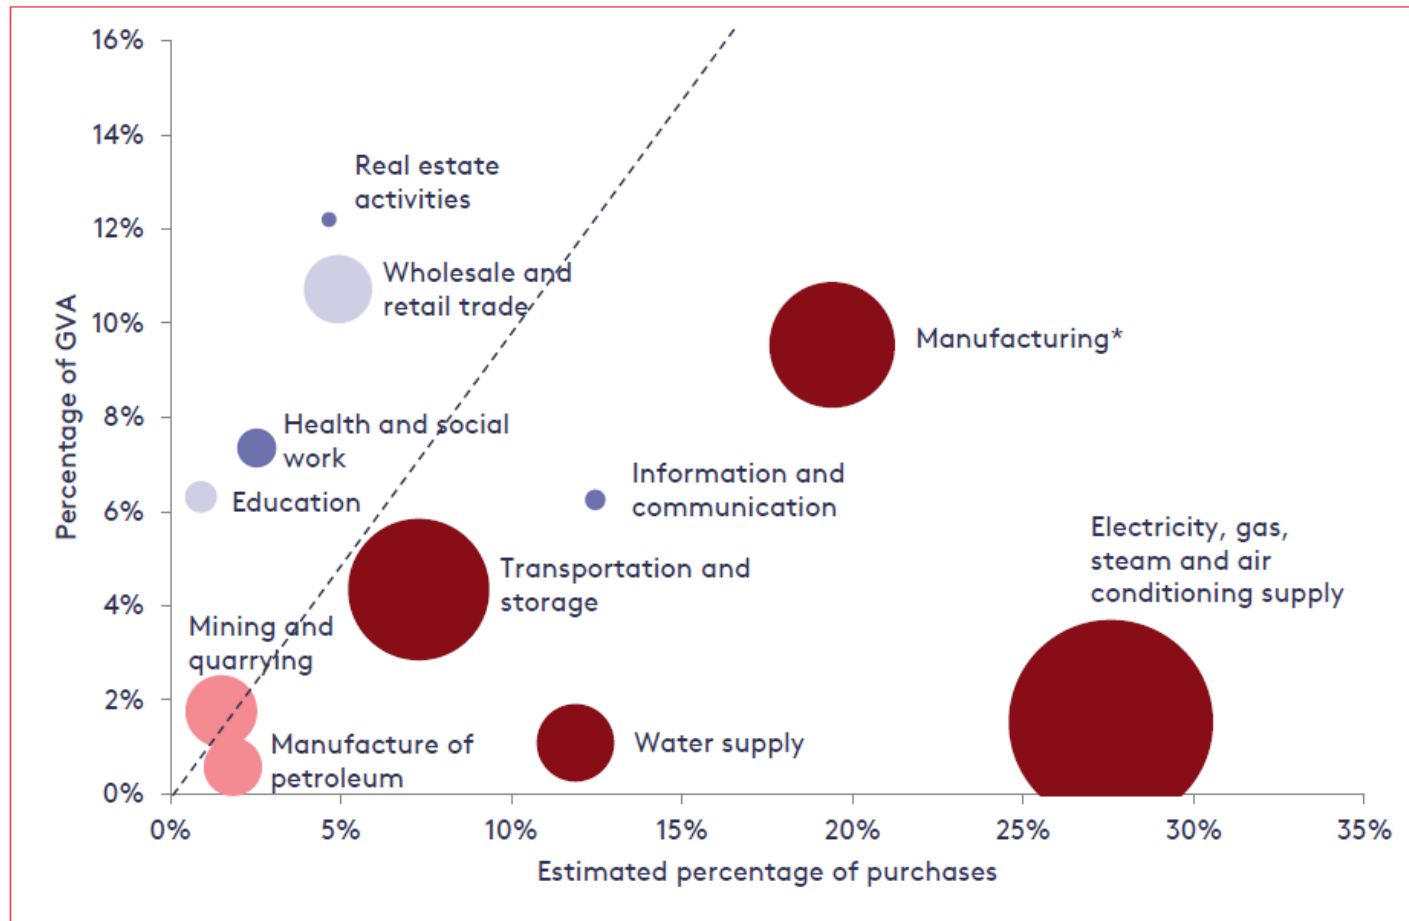 16%
14%
12%
10%
8%
6%
4%
2%
0%
Percentage of GVA
Real estate
activities
Wholesale and
retail trade
Manufacturing*
Health and social
work
Education
Information and
communication
Electricity, gas,
steam and air
conditioning supply
Transportation and
storage
Mining and
quarrying
Manufacture of
petroleum
Water supply
0%
5%
10%
15%
20%
25%
30%
35%
Estimated percentage of purchases